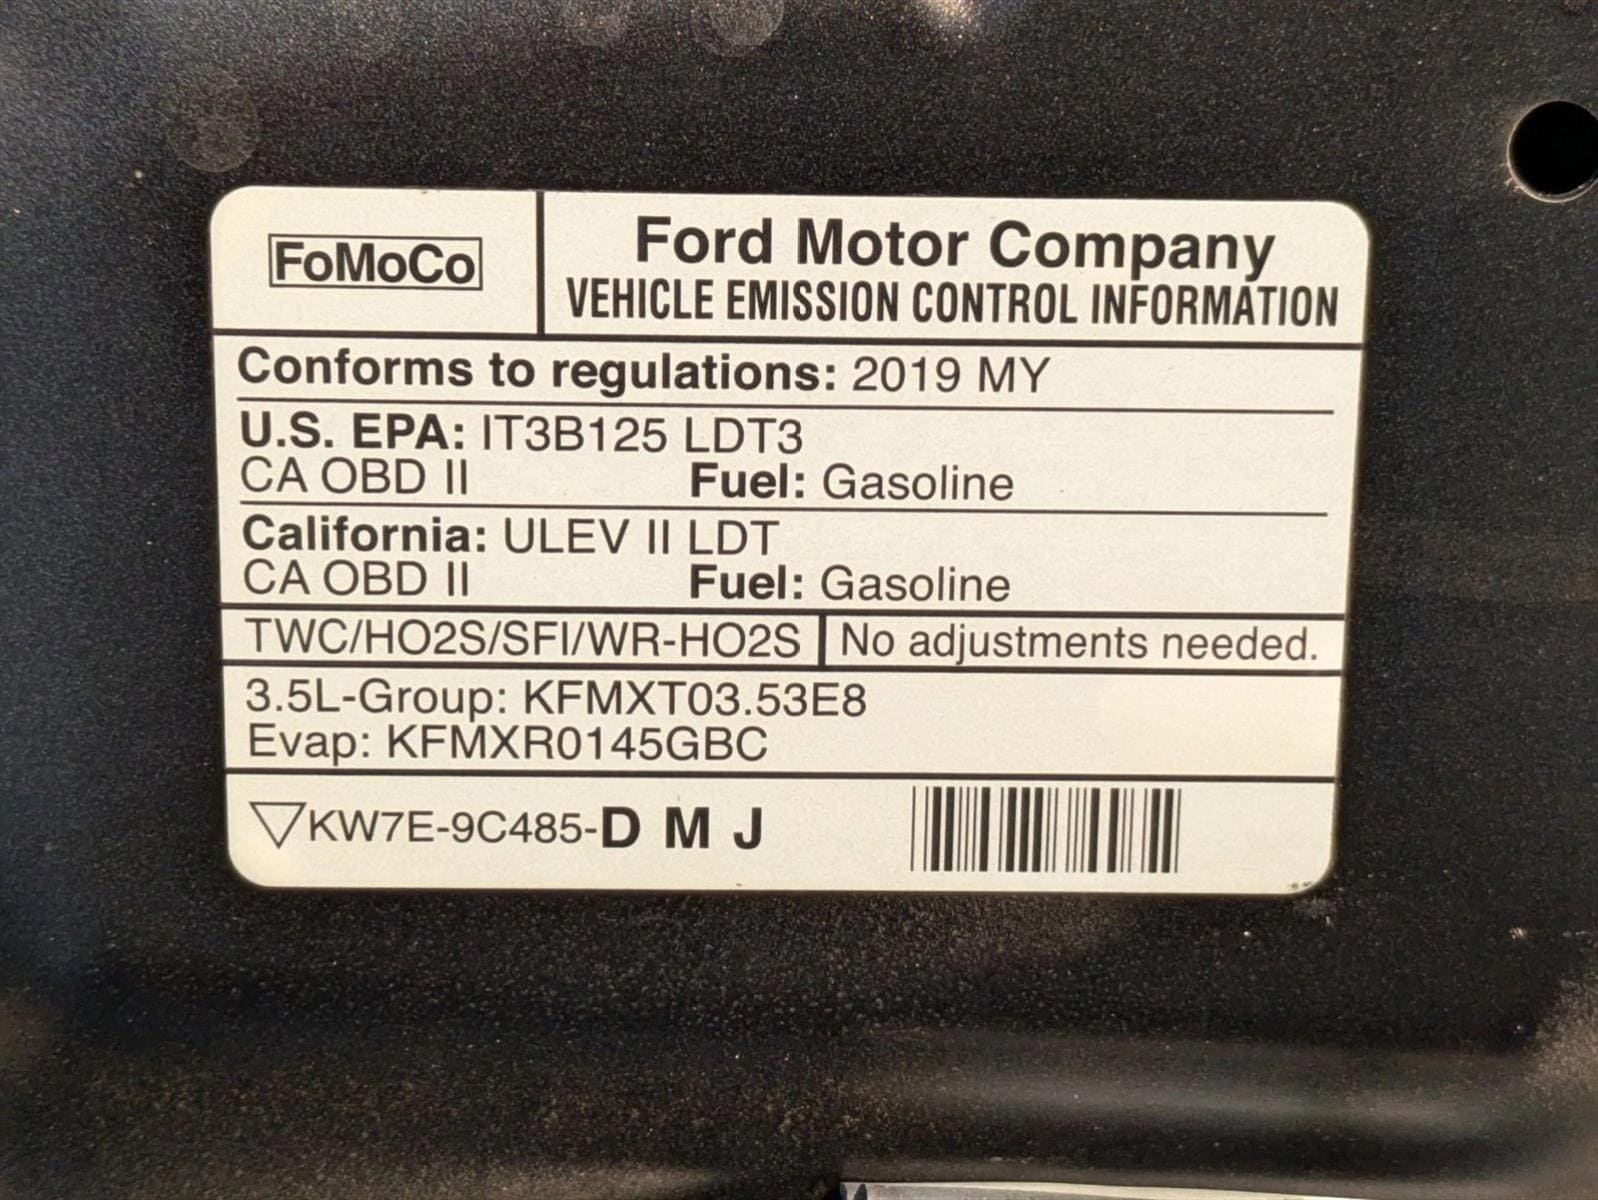 FoMoCo
Ford Motor Company
VEHICLE EMISSION CONTROL INFORMATION
Conforms to regulations: 2019 MY
U.S. EPA: IT3B125 LDT3
CA OBD II Fuel: Gasoline
California: ULEV II LDT
CA OBD II Fuel: Gasoline
TWC/HO2S/SFI/WR-HO2S No adjustments needed.
3.5L-Group: KFMXT03.53E8
Evap: KFMXR0145GBC
KW7E-9C485-D M J